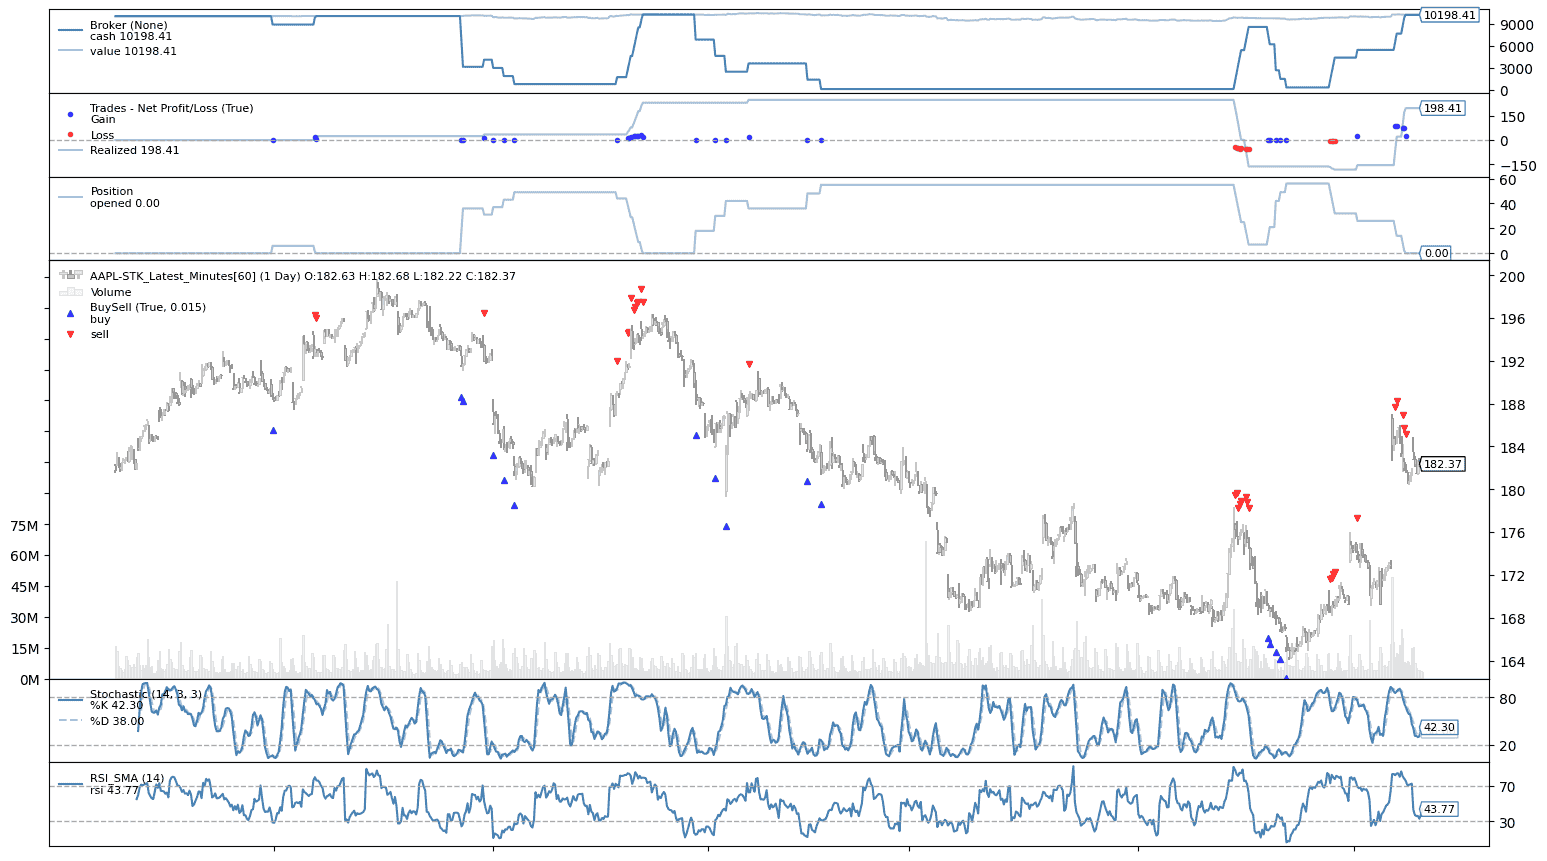 Broker (None)
cash 10198.41
value 10198.41
10198.41
9000
6000
3000
0
Trades - Net Profit/Loss (True)
Gain
Loss
Realized 198.41
198.41
150
0
−150
Position
opened 0.00
60
40
20
0
0.00
AAPL-STK_Latest_Minutes[60] (1 Day) O:182.63 H:182.68 L:182.22 C:182.37
Volume
BuySell (True, 0.015)
buy
sell
200
196
192
188
184
182.37
180
176
172
168
164
75M
60M
45M
30M
15M
0M
Stochastic (14, 3, 3)
%K 42.30
%D 38.00
80
42.30
20
RSI_SMA (14)
rsi 43.77
70
43.77
30